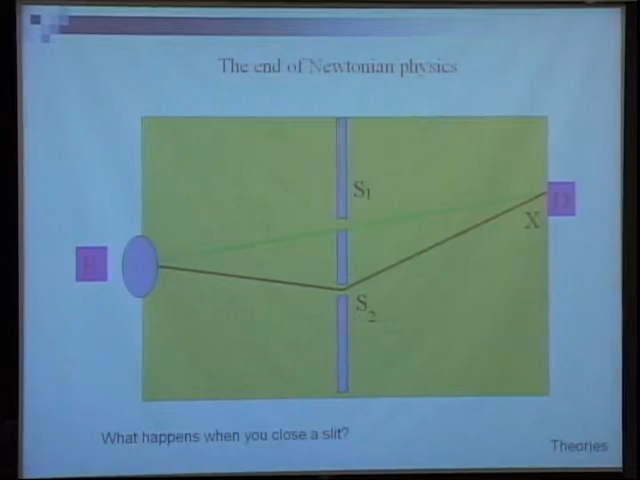 The end of Newtonian physics
S1
D
X
E
S2
What happens when you close a slit?
Theories